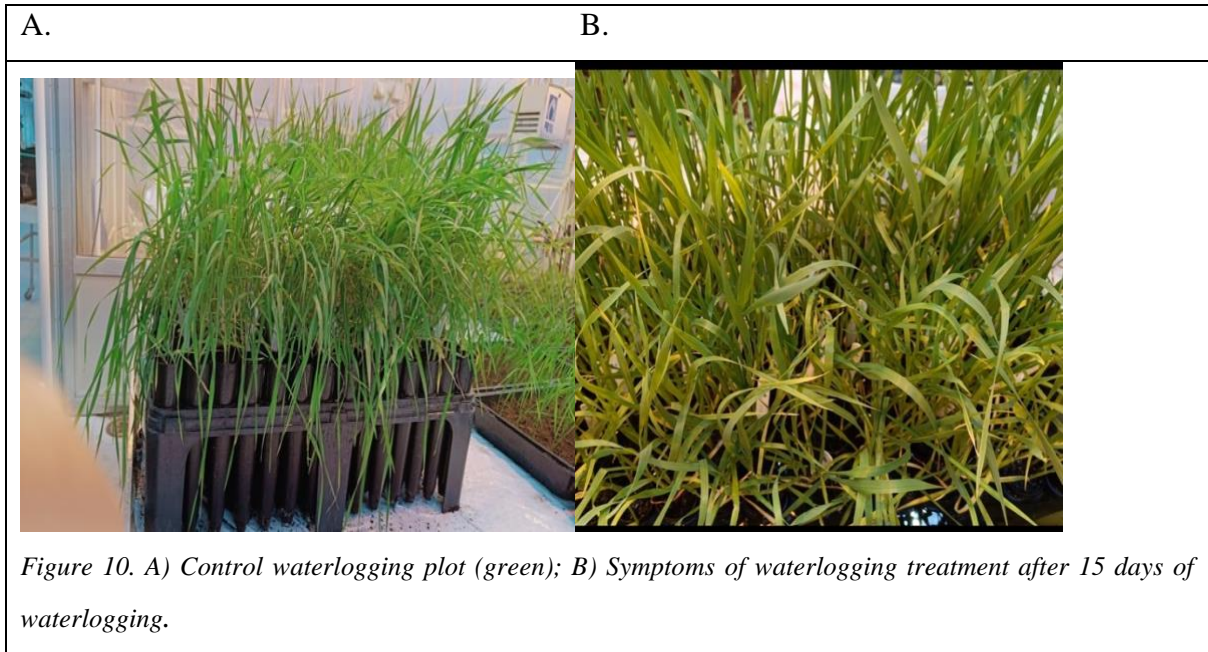 A. B.
Figure 10. A) Control waterlogging plot (green); B) Symptoms of waterlogging treatment after 15 days of
waterlogging.